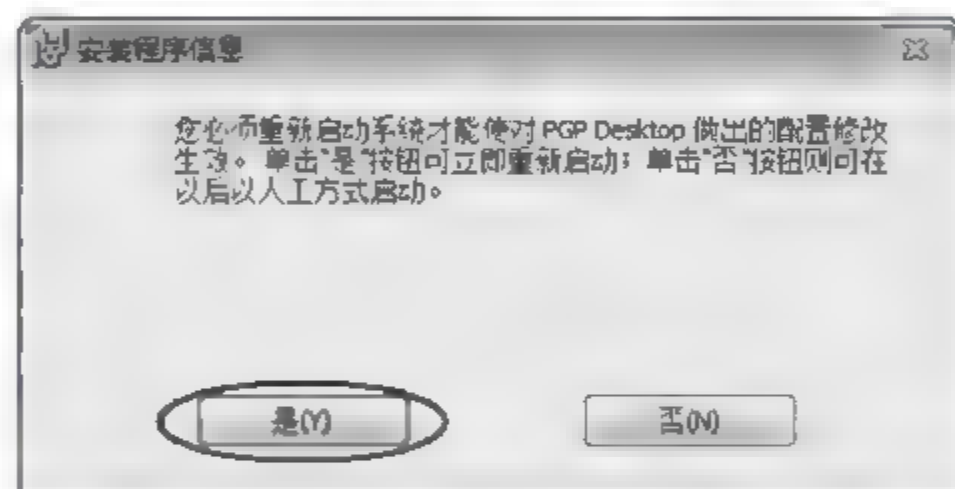 安装程序信息
您必须重新启动系统才能使对 PGP Desktop 做出的配置修改
生效。单击"是"按钮可立即重新启动；单击"否"按钮则可在
以后以人工方式启动。
是(Y)
否(N)